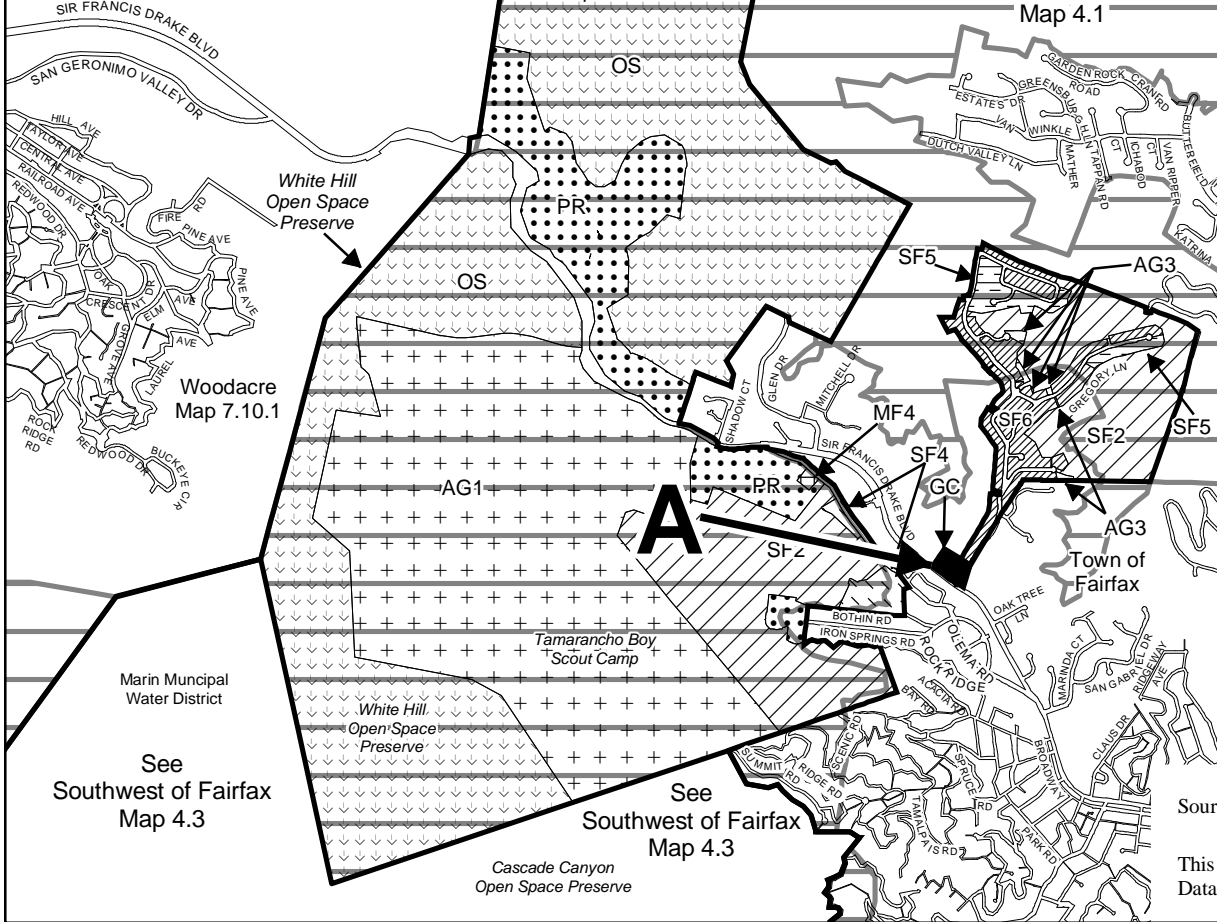 Map 4.1
SIR FRANCIS DRAKE BLVD
SAN GERONIMO VALLEY DR
OS
GARDEN ROCK
ROAD
CRANE RD
GREENSBURGH LN
ESTATES DR
VAN WINKLE
TAPPAN RD
ICHABOD CT
CT
VAN RIPPER
BUTTERFIELD
DUTCH VALLEY LN
MATHER
KATRINA
HILL AVE
TAYLOR AVE
CENTRAL AVE
RAILROAD AVE
REDWOOD DR
White Hill
Open Space
Preserve
FIRE RD
PINE AVE
PINE AVE
OAK
CRESCENT DR
AVE
ELM
AVE
GROVE AVE
LAUREL
PR
OS
SF5
AG3
Woodacre
Map 7.10.1
ROCK
RIDGE
RD
REDWOOD DR
BUCKEYE CIR
SHADOW CT
GLEN DR
MITCHELL DR
MF4
SIR FRANCIS DRAKE BLVD
SF4
GC
GREGORY LN
SF6
SF2
SF5
AG1
PR
A
SF2
AG3
Town of
Fairfax
BOTHIN RD
IRON SPRINGS RD
OAK TREE
LN
OLEMA RD
ROCKRIDGE
Tamarancho Boy
Scout Camp
MARINDA CT
SAN GABRIEL DR
RIDGEWAY
AVE
Marin Muncipal
Water District
White Hill
Open Space
Preserve
ACACIA RD
BAY RD
SCENIC RD
CLAUS DR
SUMMIT RD
RIDGE RD
SPRUCE
RD
BROADWAY
See
Southwest of Fairfax
Map 4.3
See
Southwest of Fairfax
Map 4.3
TAMALPAIS RD
PARK RD
Sour
Cascade Canyon
Open Space Preserve
This
Data